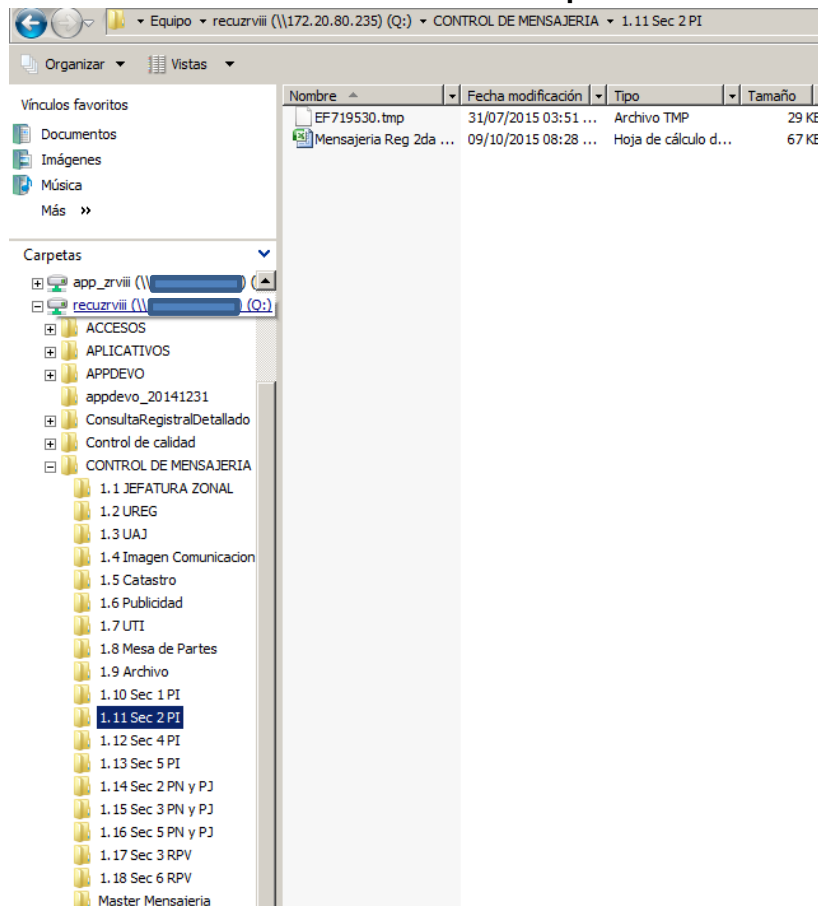 Equipo recuzrviii (\\172.20.80.235) (Q:) CONTROL DE MENSAJERIA 1.11 Sec 2 PI
Organizar Vistas
Vínculos favoritos
Documentos
Imágenes
Música
Más »
Carpetas
app_zrviii (\\ ) (
recuzrviii (\\ ) (Q:)
ACCESOS
APLICATIVOS
APPDEVO
appdevo_20141231
ConsultaRegistralDetallado
Control de calidad
CONTROL DE MENSAJERIA
1.1 JEFATURA ZONAL
1.2 UREG
1.3 UAJ
1.4 Imagen Comunicacion
1.5 Catastro
1.6 Publicidad
1.7 UTI
1.8 Mesa de Partes
1.9 Archivo
1.10 Sec 1 PI
1.11 Sec 2 PI
1.12 Sec 4 PI
1.13 Sec 5 PI
1.14 Sec 2 PN y PJ
1.15 Sec 3 PN y PJ
1.16 Sec 5 PN y PJ
1.17 Sec 3 RPV
1.18 Sec 6 RPV
Master Mensajeria
Nombre Fecha modificación Tipo Tamaño
EF719530.tmp 31/07/2015 03:51 ... Archivo TMP 29 KB
Mensajeria Reg 2da ... 09/10/2015 08:28 ... Hoja de cálculo d... 67 KB